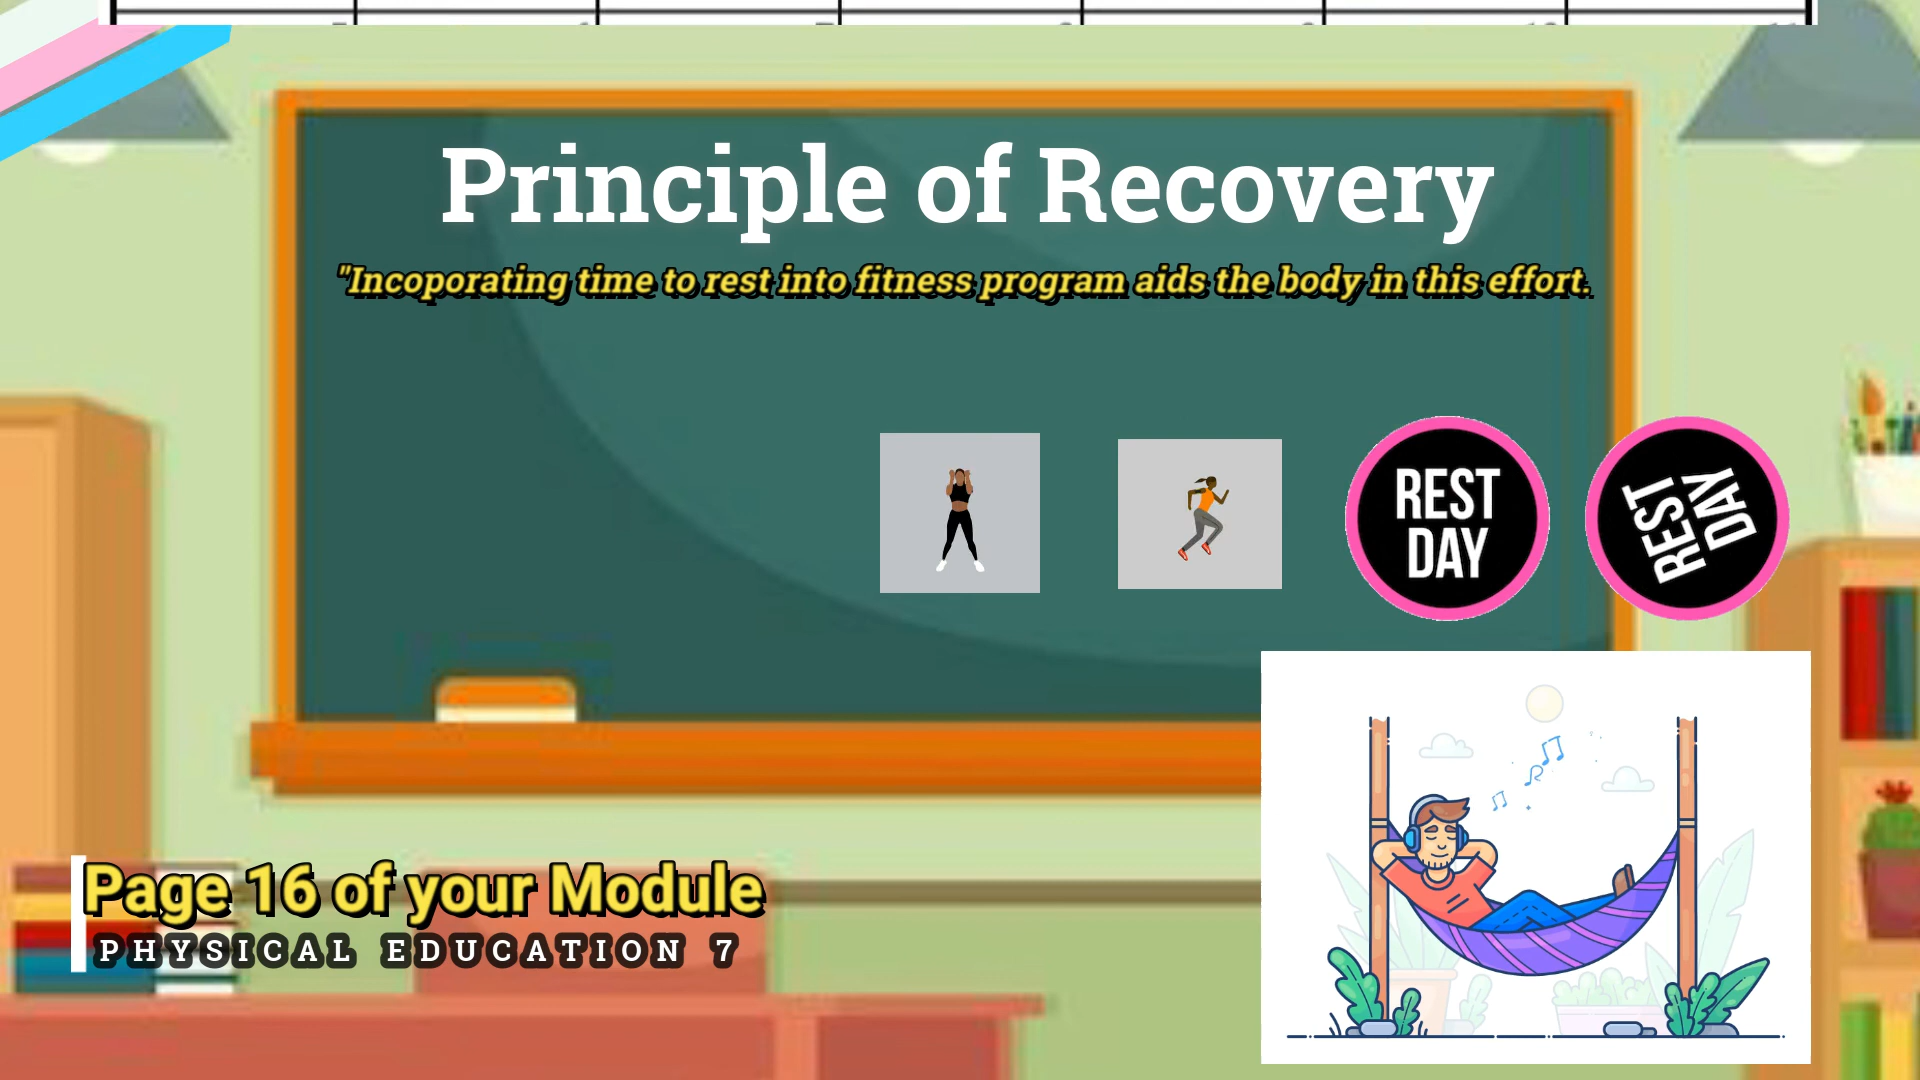 Principle of Recovery
"Incoporating time to rest into fitness program aids the body in this effort.
REST
DAY
REST
DAY
Page 16 of your Module
PHYSICAL EDUCATION 7